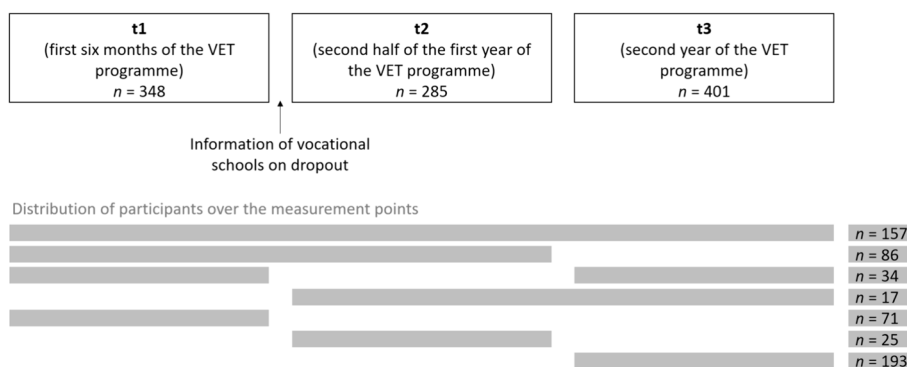 t1
(first six months of the VET
programme)
n = 348
t2
(second half of the first year of
the VET programme)
n = 285
t3
(second year of the VET
programme)
n = 401
Information of vocational
schools on dropout
Distribution of participants over the measurement points
n = 157
n = 86
n = 34
n = 17
n = 71
n = 25
n = 193